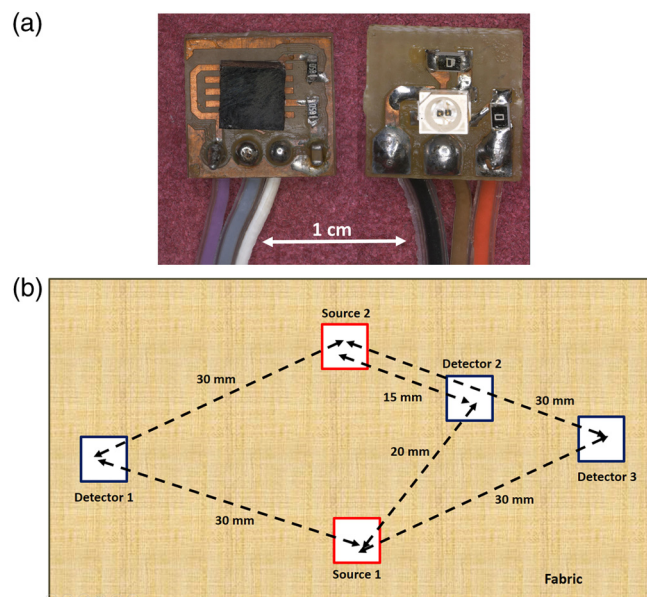 (a)
1 cm
(b)
Source 2
Detector 2
30 mm
30 mm
15 mm
20 mm
Detector 1
Detector 3
30 mm
30 mm
Source 1
Fabric